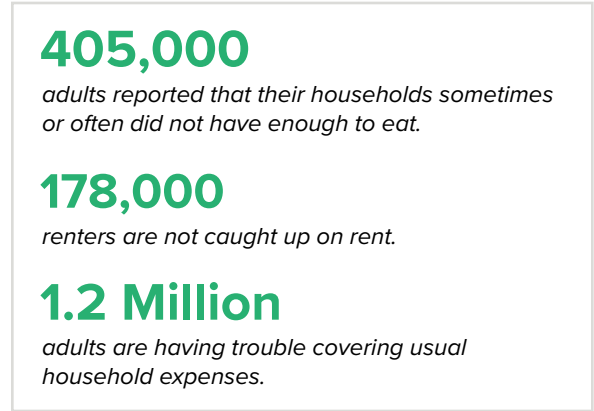 405,000
adults reported that their households sometimes
or often did not have enough to eat.
178,000
renters are not caught up on rent.
1.2 Million
adults are having trouble covering usual
household expenses.